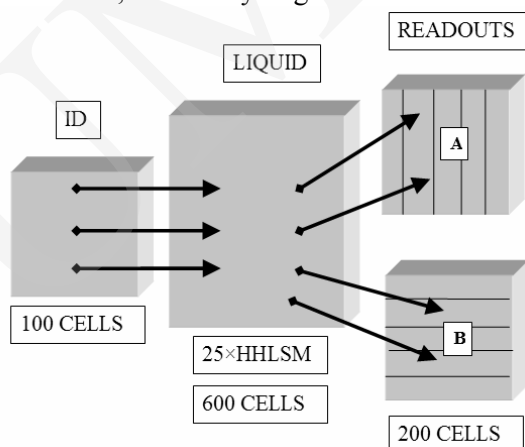 READOUTS
LIQUID
ID
A
100 CELLS
B
25×HHLSM
600 CELLS
200 CELLS